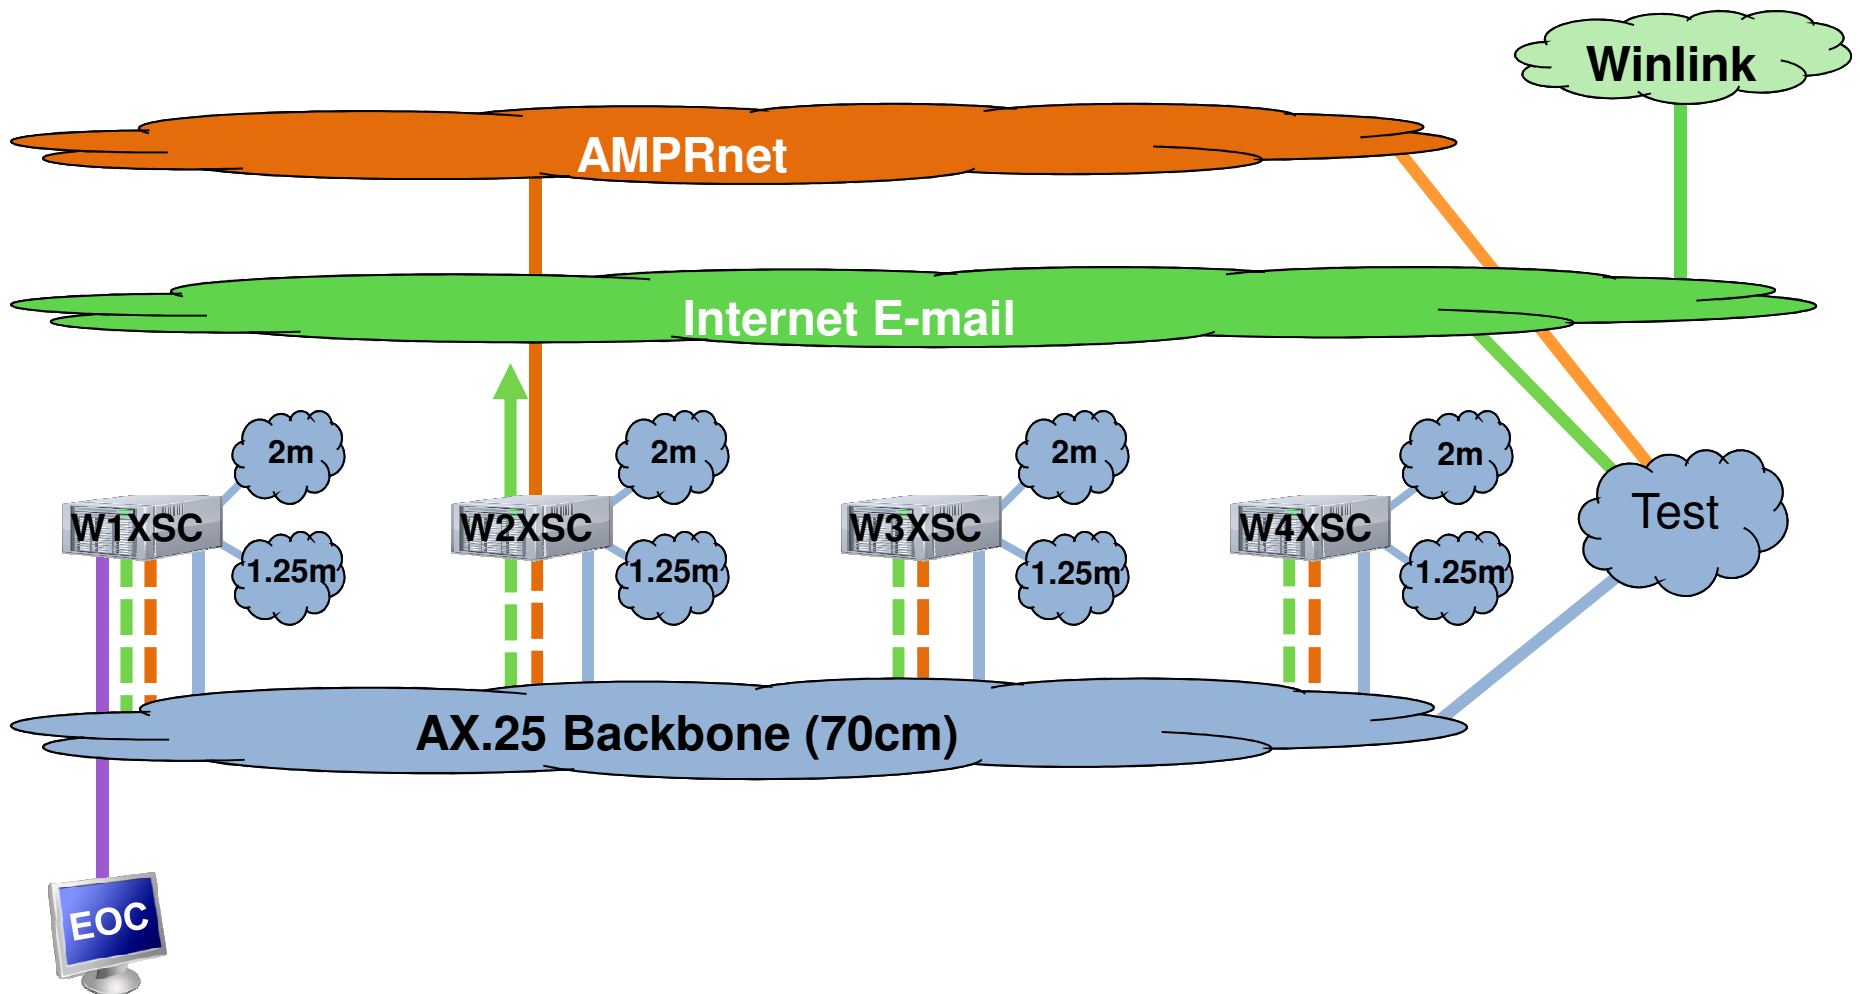 Winlink
AMPRnet
Internet E-mail
2m
2m
2m
2m
W1XSC
W2XSC
W3XSC
W4XSC
Test
1.25m
1.25m
1.25m
1.25m
AX.25 Backbone (70cm)
EOC